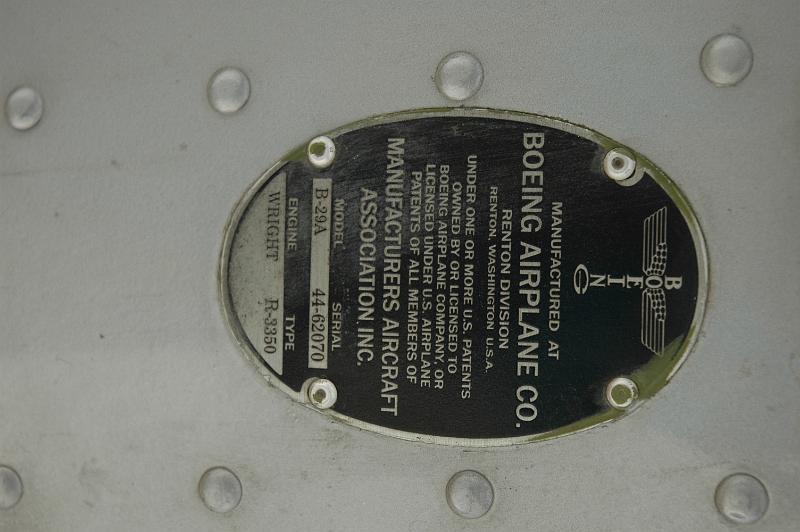 BOEING
MANUFACTURED AT
BOEING AIRPLANE CO.
RENTON DIVISION
RENTON, WASHINGTON U.S.A.
UNDER ONE OR MORE U.S. PATENTS
OWNED BY OR LICENSED TO
BOEING AIRPLANE COMPANY, OR
LICENSED UNDER U.S. AIRPLANE
PATENTS OF ALL MEMBERS OF
MANUFACTURERS AIRCRAFT
ASSOCIATION INC.
MODEL SERIAL
B-29A 44-62070
ENGINE TYPE
WRIGHT R-3350